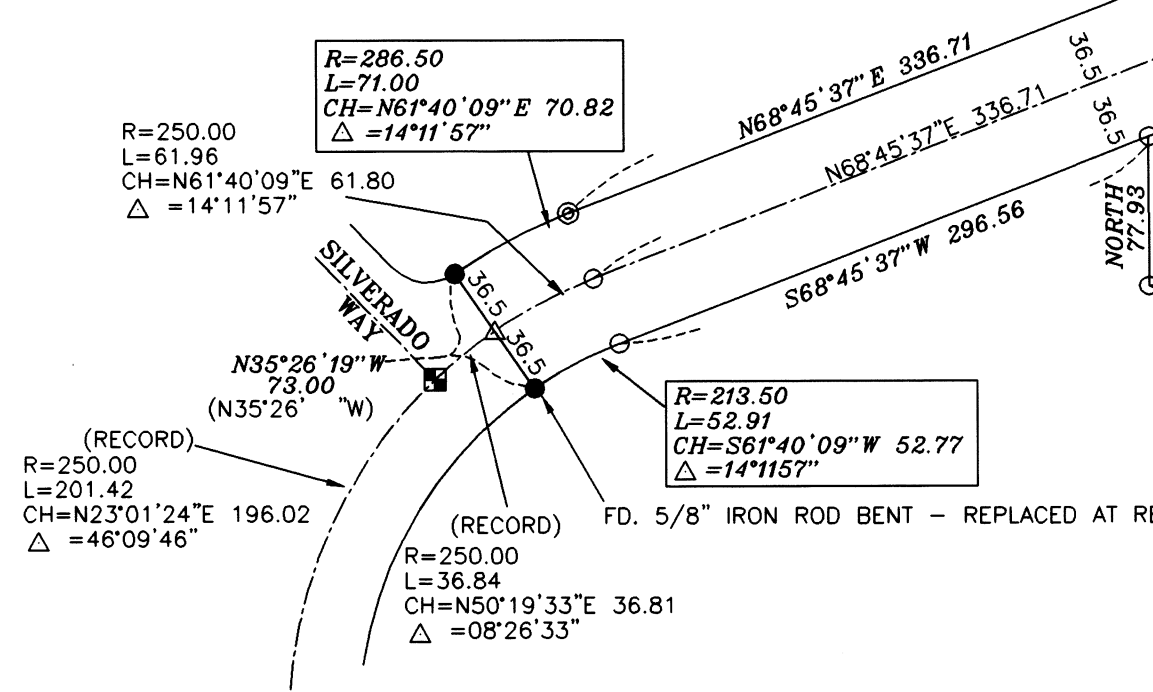 R=286.50
L=71.00
CH=N61°40'09"E 70.82
△ =14°11'57"
R=250.00
L=61.96
CH=N61°40'09"E 61.80
△ =14°11'57"
N68°45'37"E 336.71
N68°45'37"E 336.71
36.5
36.5
S68°45'37"W 296.56
NORTH
77.93
SILVERADO
WAY
36.5
36.5
N35°26'19"W
73.00
(N35°26' "W)
R=213.50
L=52.91
CH=S61°40'09"W 52.77
△ =14°1157"
(RECORD)
R=250.00
L=201.42
CH=N23°01'24"E 196.02
△ =46°09'46"
(RECORD)
R=250.00
L=36.84
CH=N50°19'33"E 36.81
△ =08°26'33"
FD. 5/8" IRON ROD BENT – REPLACED AT RE